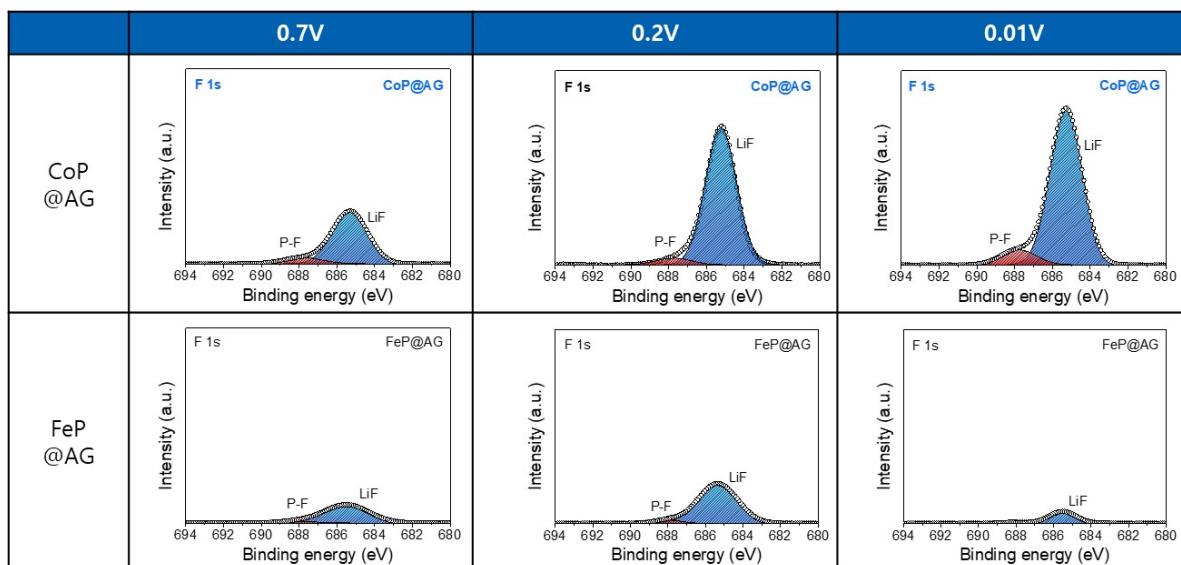 0.7V
0.2V
0.01V
CoP
@AG
F 1s
CoP@AG
Intensity (a.u.)
P-F
LiF
694 692 690 688 686 684 682 680
Binding energy (eV)
F 1s
CoP@AG
Intensity (a.u.)
P-F
LiF
694 692 690 688 686 684 682 680
Binding energy (eV)
F 1s
CoP@AG
Intensity (a.u.)
P-F
LiF
694 692 690 688 686 684 682 680
Binding energy (eV)
FeP
@AG
F 1s
FeP@AG
Intensity (a.u.)
P-F
LiF
694 692 690 688 686 684 682 680
Binding energy (eV)
F 1s
FeP@AG
Intensity (a.u.)
P-F
LiF
694 692 690 688 686 684 682 680
Binding energy (eV)
F 1s
FeP@AG
Intensity (a.u.)
LiF
694 692 690 688 686 684 682 680
Binding energy (eV)